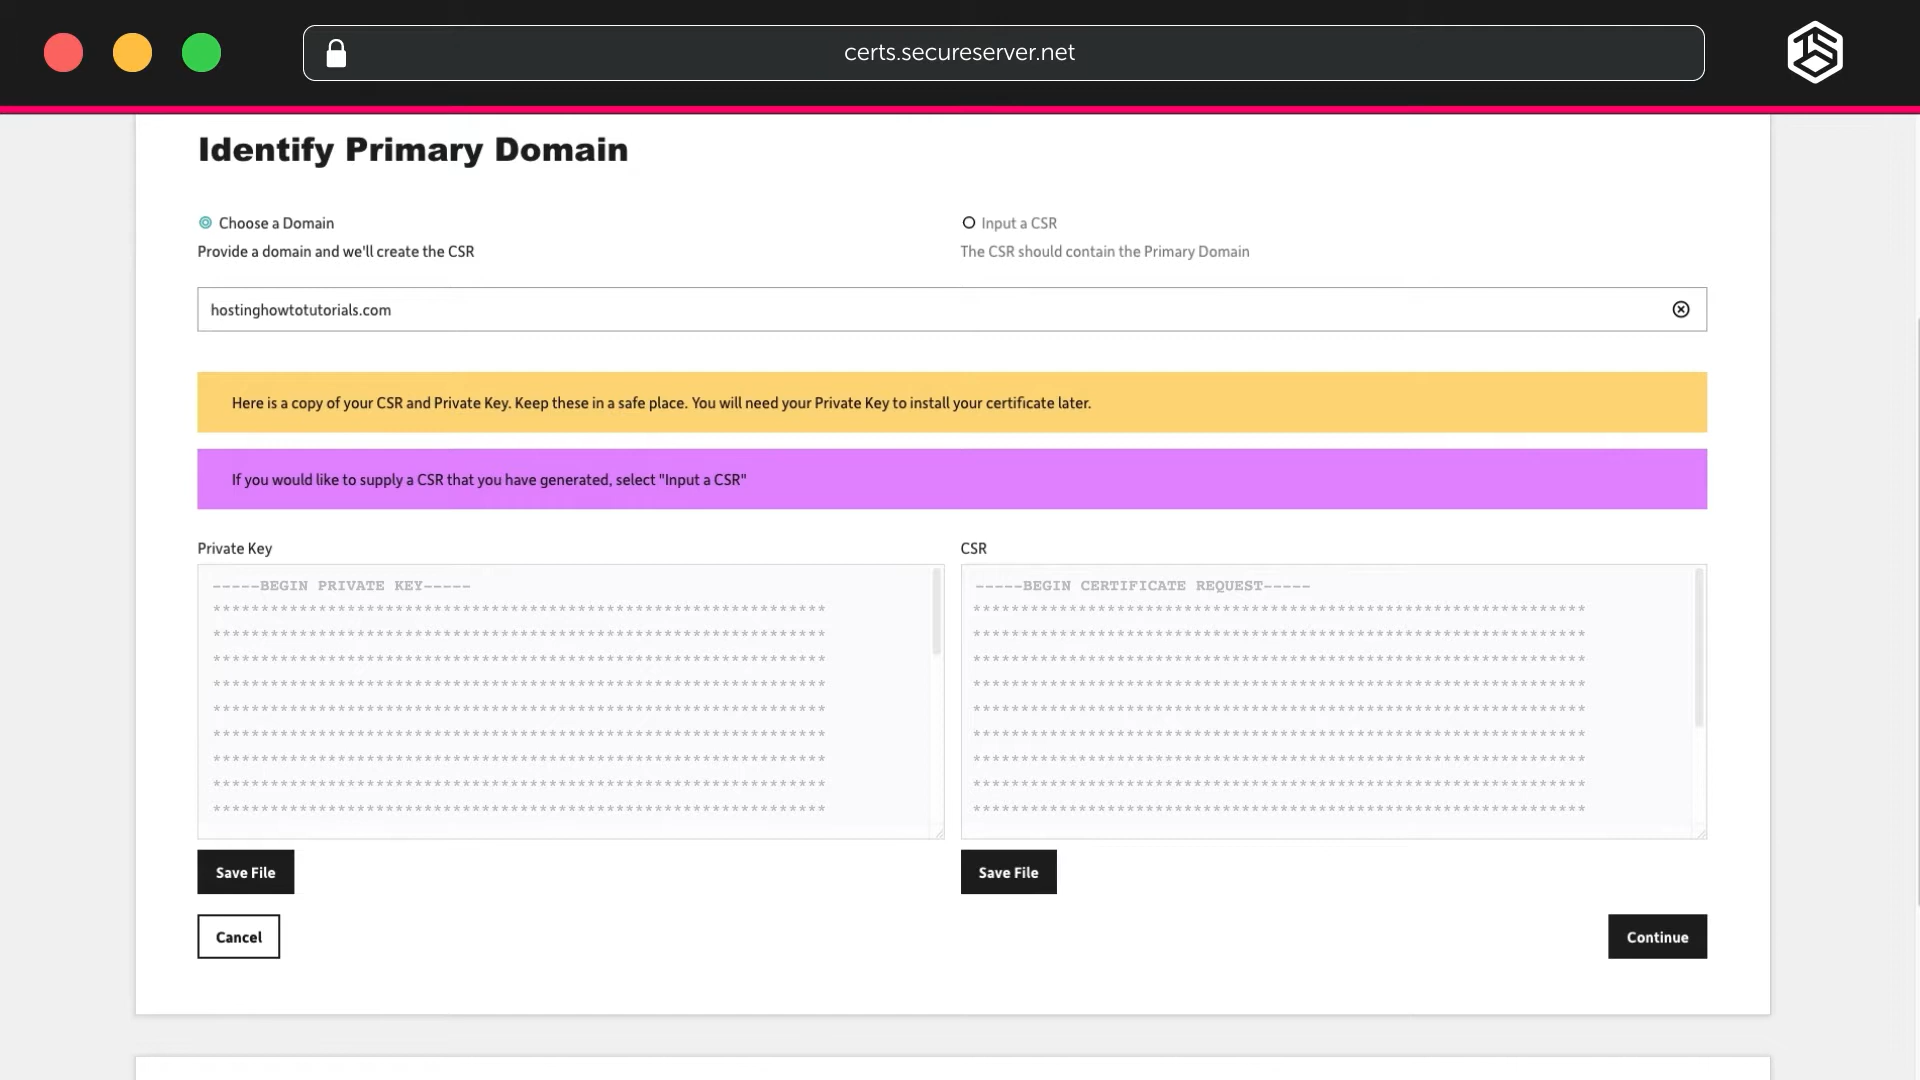 certs.secureserver.net
Identify Primary Domain
Choose a Domain
Provide a domain and we'll create the CSR
Input a CSR
The CSR should contain the Primary Domain
hostinghowtotutorials.com
Here is a copy of your CSR and Private Key. Keep these in a safe place. You will need your Private Key to install your certificate later.
If you would like to supply a CSR that you have generated, select "Input a CSR"
Private Key
-----BEGIN PRIVATE KEY-----
****************************************************************
****************************************************************
****************************************************************
****************************************************************
****************************************************************
****************************************************************
****************************************************************
****************************************************************
****************************************************************
Save File
CSR
-----BEGIN CERTIFICATE REQUEST-----
****************************************************************
****************************************************************
****************************************************************
****************************************************************
****************************************************************
****************************************************************
****************************************************************
****************************************************************
****************************************************************
Save File
Cancel
Continue